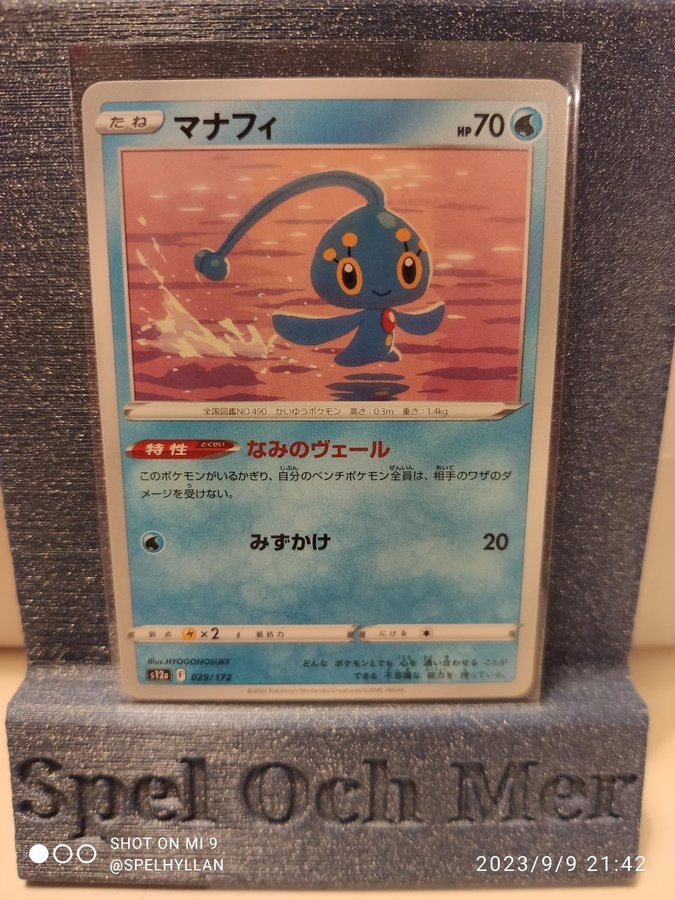 たね マナフィ HP70
全国図鑑NO.490 かいゆうポケモン 高さ:0.3m 重さ:1.4kg
特性 とくせい なみのヴェール
このポケモンがいるかぎり、自分のベンチポケモン全員は、相手のワザのダ
メージを受けない。
みずかけ 20
弱点 ×2 抵抗力 にげる
Illus.HYOGONOSUKE
どんな ポケモンとでも 心を 通い合わせる ことが
できる 不思議な 能力を 持っている。
s12a F 029/172
©2022 Pokémon/Nintendo/Creatures/GAME FREAK
Spel Och Mer
SHOT ON MI 9
@SPELHYLLAN
2023/9/9 21:42